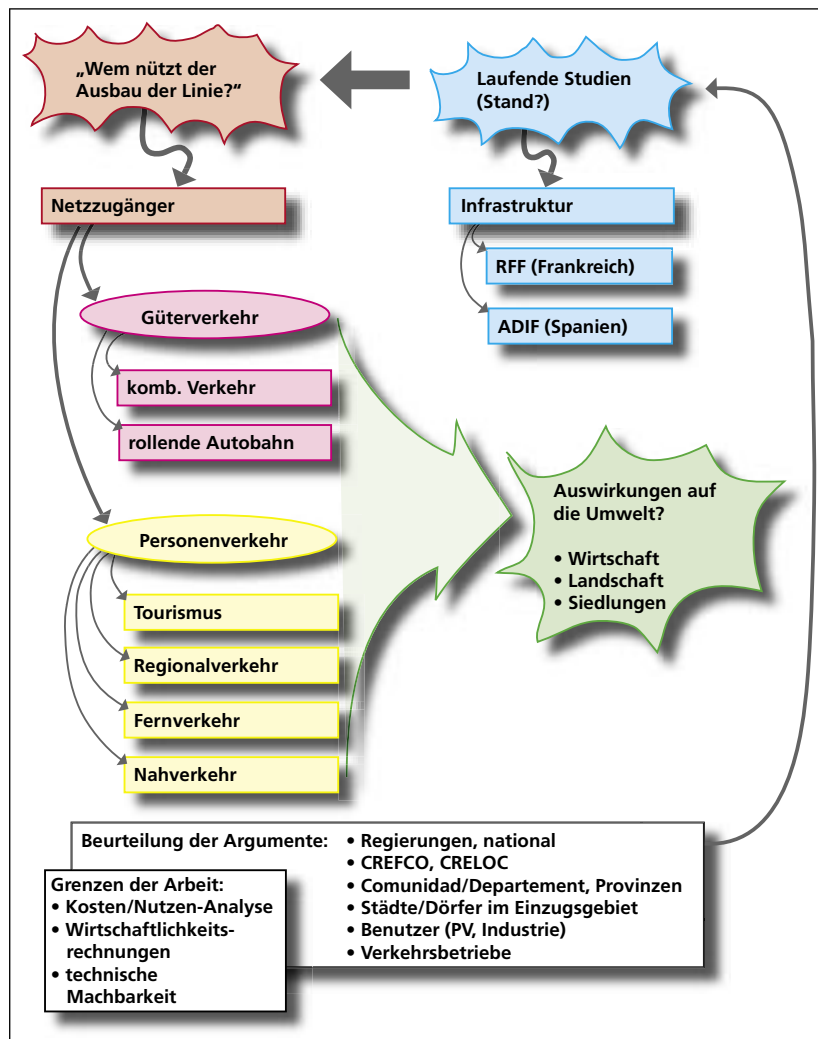 „Wem nützt der
Ausbau der Linie?“
Laufende Studien
(Stand?)
Netzzugänger
Infrastruktur
RFF (Frankreich)
ADIF (Spanien)
Güterverkehr
komb. Verkehr
rollende Autobahn
Auswirkungen auf
die Umwelt?
• Wirtschaft
• Landschaft
• Siedlungen
Personenverkehr
Tourismus
Regionalverkehr
Fernverkehr
Nahverkehr
Beurteilung der Argumente:
• Regierungen, national
• CREFCO, CRELOC
• Comunidad/Departement, Provinzen
• Städte/Dörfer im Einzugsgebiet
• Benutzer (PV, Industrie)
• Verkehrsbetriebe
Grenzen der Arbeit:
• Kosten/Nutzen-Analyse
• Wirtschaftlichkeits-
rechnungen
• technische
Machbarkeit